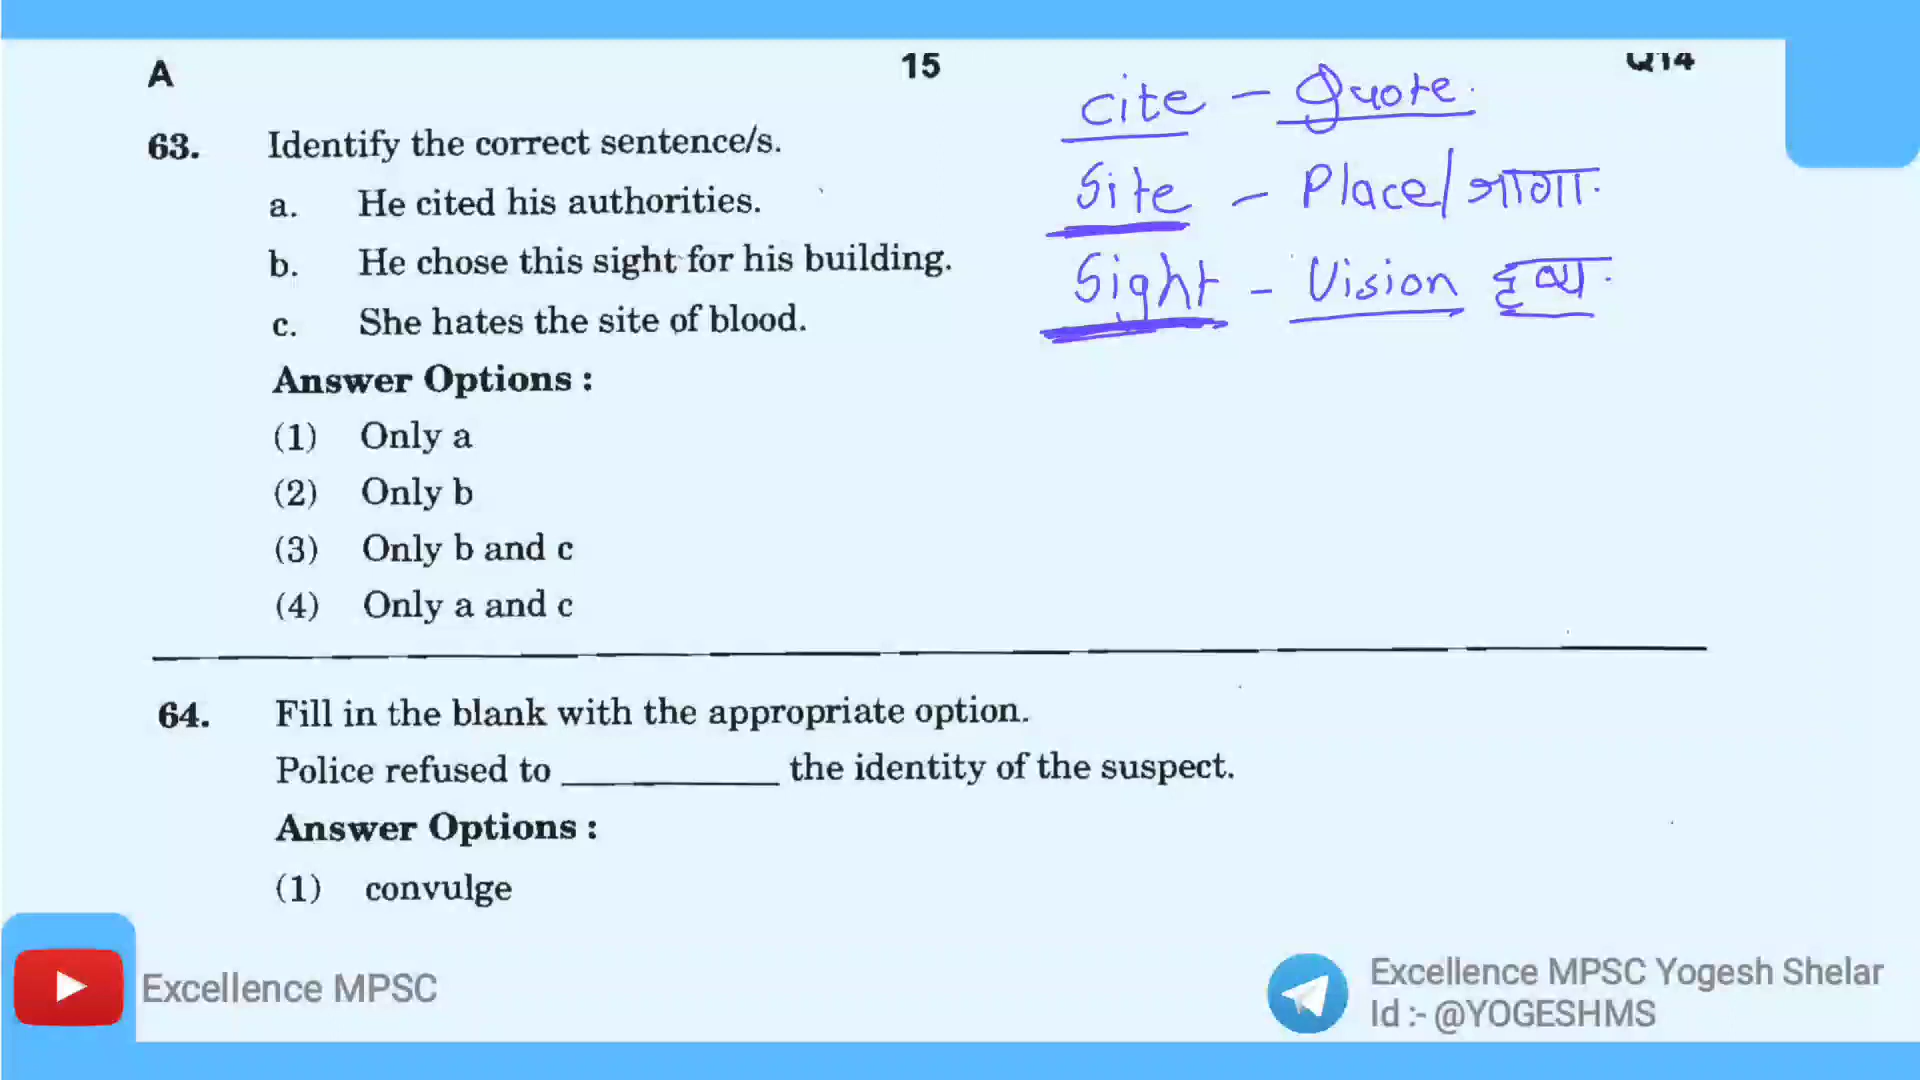 A 15 Q14
cite - Quote.
63. Identify the correct sentence/s.
a. He cited his authorities.
Site - Place/जागा.
b. He chose this sight for his building.
Sight - Vision दृश्य.
c. She hates the site of blood.
Answer Options :
(1) Only a
(2) Only b
(3) Only b and c
(4) Only a and c
64. Fill in the blank with the appropriate option.
Police refused to __________ the identity of the suspect.
Answer Options :
(1) convulge
Excellence MPSC
Excellence MPSC Yogesh Shelar
Id :- @YOGESHMS